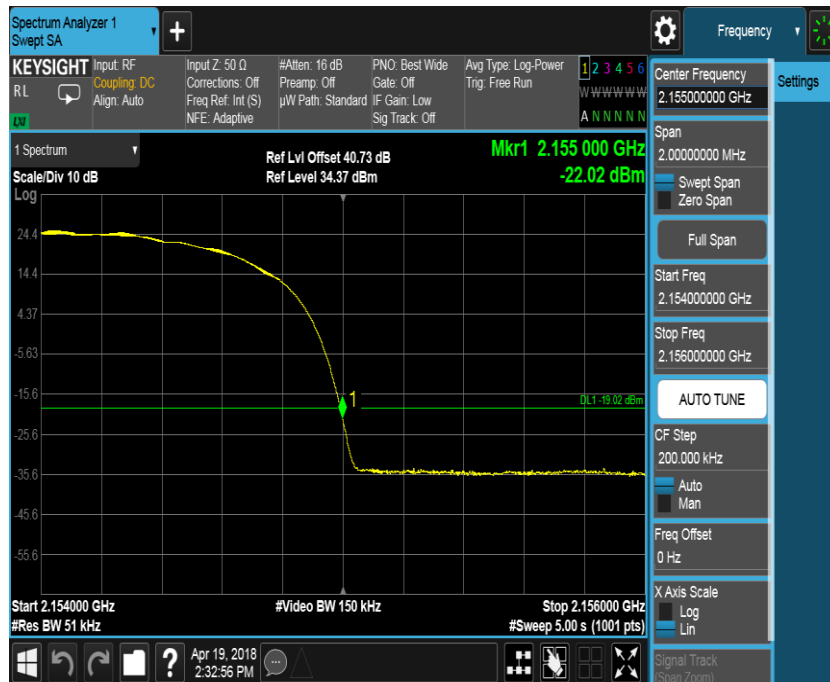 Spectrum Analyzer 1
Swept SA
+
Frequency
KEYSIGHT
RL
LXI
Input: RF
Coupling: DC
Align: Auto
Input Z: 50 Ω
Corrections: Off
Freq Ref: Int (S)
NFE: Adaptive
#Atten: 16 dB
Preamp: Off
µW Path: Standard
PNO: Best Wide
Gate: Off
IF Gain: Low
Sig Track: Off
Avg Type: Log-Power
Trig: Free Run
1 2 3 4 5 6
W W W W W W
A N N N N N
1 Spectrum
Scale/Div 10 dB
Log
Ref Lvl Offset 40.73 dB
Ref Level 34.37 dBm
Mkr1 2.155 000 GHz
-22.02 dBm
24.4
14.4
4.37
-5.63
-15.6
-25.6
-35.6
-45.6
-55.6
1
DL1 -19.02 dBm
Start 2.154000 GHz
#Res BW 51 kHz
#Video BW 150 kHz
Stop 2.156000 GHz
#Sweep 5.00 s (1001 pts)
?
Apr 19, 2018
2:32:56 PM
Center Frequency
2.155000000 GHz
Span
2.00000000 MHz
Swept Span
Zero Span
Full Span
Start Freq
2.154000000 GHz
Stop Freq
2.156000000 GHz
AUTO TUNE
CF Step
200.000 kHz
Auto
Man
Freq Offset
0 Hz
X Axis Scale
Log
Lin
Signal Track
(Span Zoom)
Settings